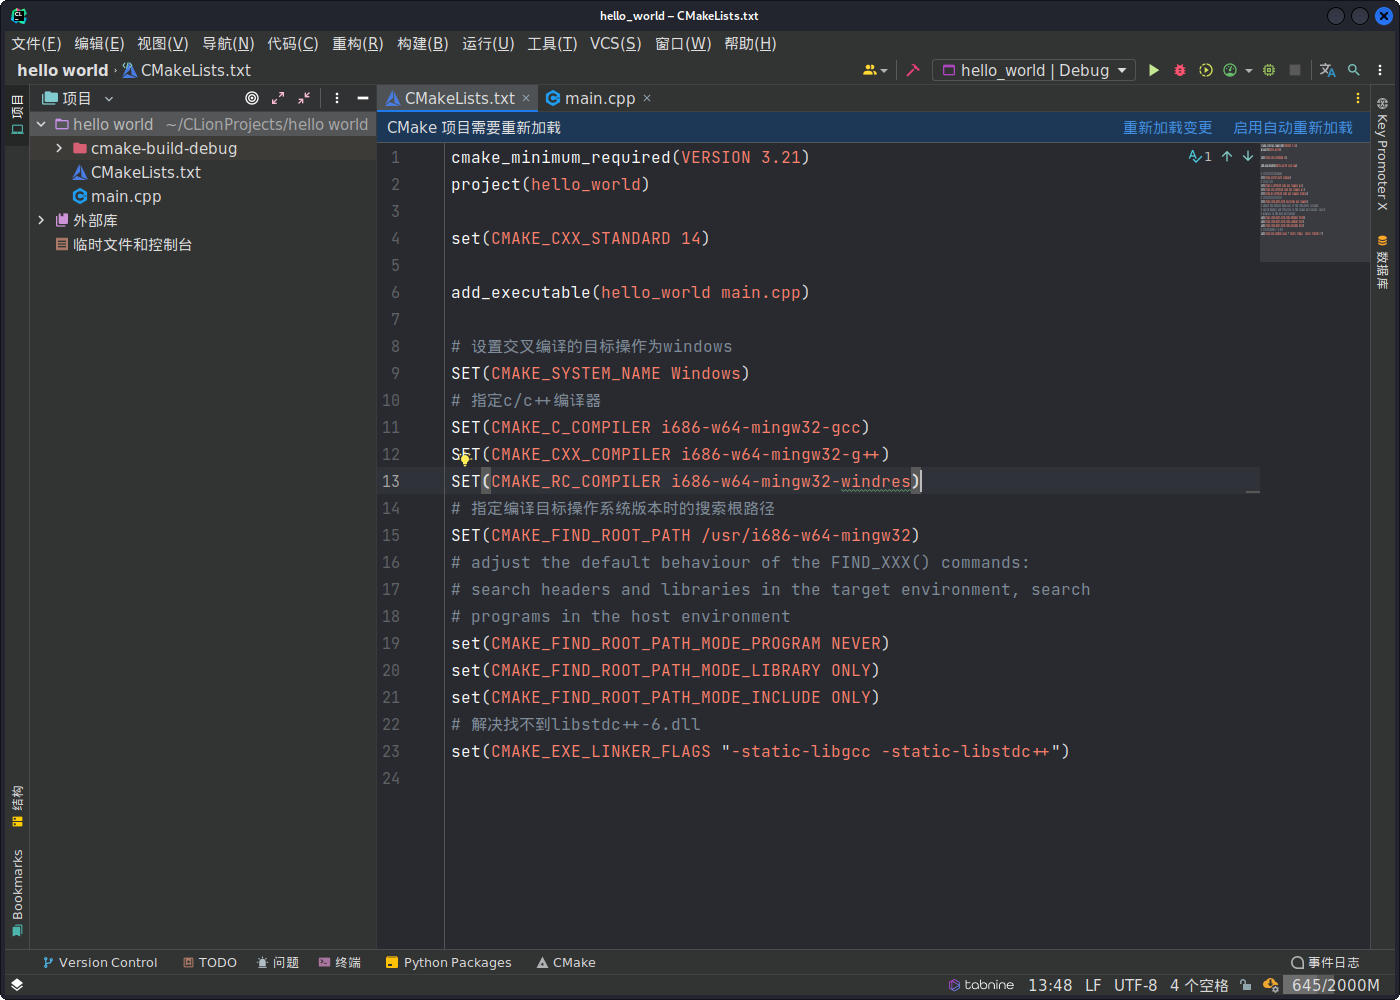 hello_world – CMakeLists.txt
文件(F) 编辑(E) 视图(V) 导航(N) 代码(C) 重构(R) 构建(B) 运行(U) 工具(T) VCS(S) 窗口(W) 帮助(H)
hello world › CMakeLists.txt
hello_world | Debug
项目
项目
CMakeLists.txt ×
main.cpp ×
hello world ~/CLionProjects/hello world
cmake-build-debug
CMakeLists.txt
main.cpp
外部库
临时文件和控制台
CMake 项目需要重新加载
重新加载变更 启用自动重新加载
1 cmake_minimum_required(VERSION 3.21)
2 project(hello_world)
3
4 set(CMAKE_CXX_STANDARD 14)
5
6 add_executable(hello_world main.cpp)
7
8 # 设置交叉编译的目标操作为windows
9 SET(CMAKE_SYSTEM_NAME Windows)
10 # 指定c/c++编译器
11 SET(CMAKE_C_COMPILER i686-w64-mingw32-gcc)
12 SET(CMAKE_CXX_COMPILER i686-w64-mingw32-g++)
13 SET(CMAKE_RC_COMPILER i686-w64-mingw32-windres)
14 # 指定编译目标操作系统版本时的搜索根路径
15 SET(CMAKE_FIND_ROOT_PATH /usr/i686-w64-mingw32)
16 # adjust the default behaviour of the FIND_XXX() commands:
17 # search headers and libraries in the target environment, search
18 # programs in the host environment
19 set(CMAKE_FIND_ROOT_PATH_MODE_PROGRAM NEVER)
20 set(CMAKE_FIND_ROOT_PATH_MODE_LIBRARY ONLY)
21 set(CMAKE_FIND_ROOT_PATH_MODE_INCLUDE ONLY)
22 # 解决找不到libstdc++-6.dll
23 set(CMAKE_EXE_LINKER_FLAGS "-static-libgcc -static-libstdc++")
24
1
Key Promoter X
数据库
结构
Bookmarks
Version Control TODO 问题 终端 Python Packages CMake 事件日志
tabnine 13:48 LF UTF-8 4 个空格 645/2000M